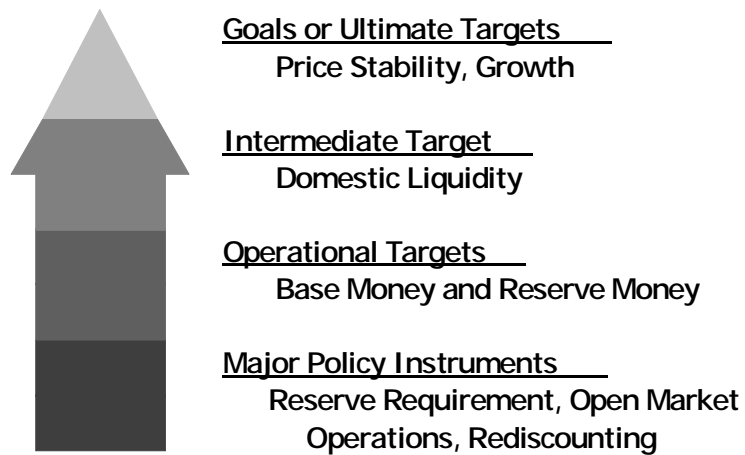 Goals or Ultimate Targets
Price Stability, Growth
Intermediate Target
Domestic Liquidity
Operational Targets
Base Money and Reserve Money
Major Policy Instruments
Reserve Requirement, Open Market
Operations, Rediscounting